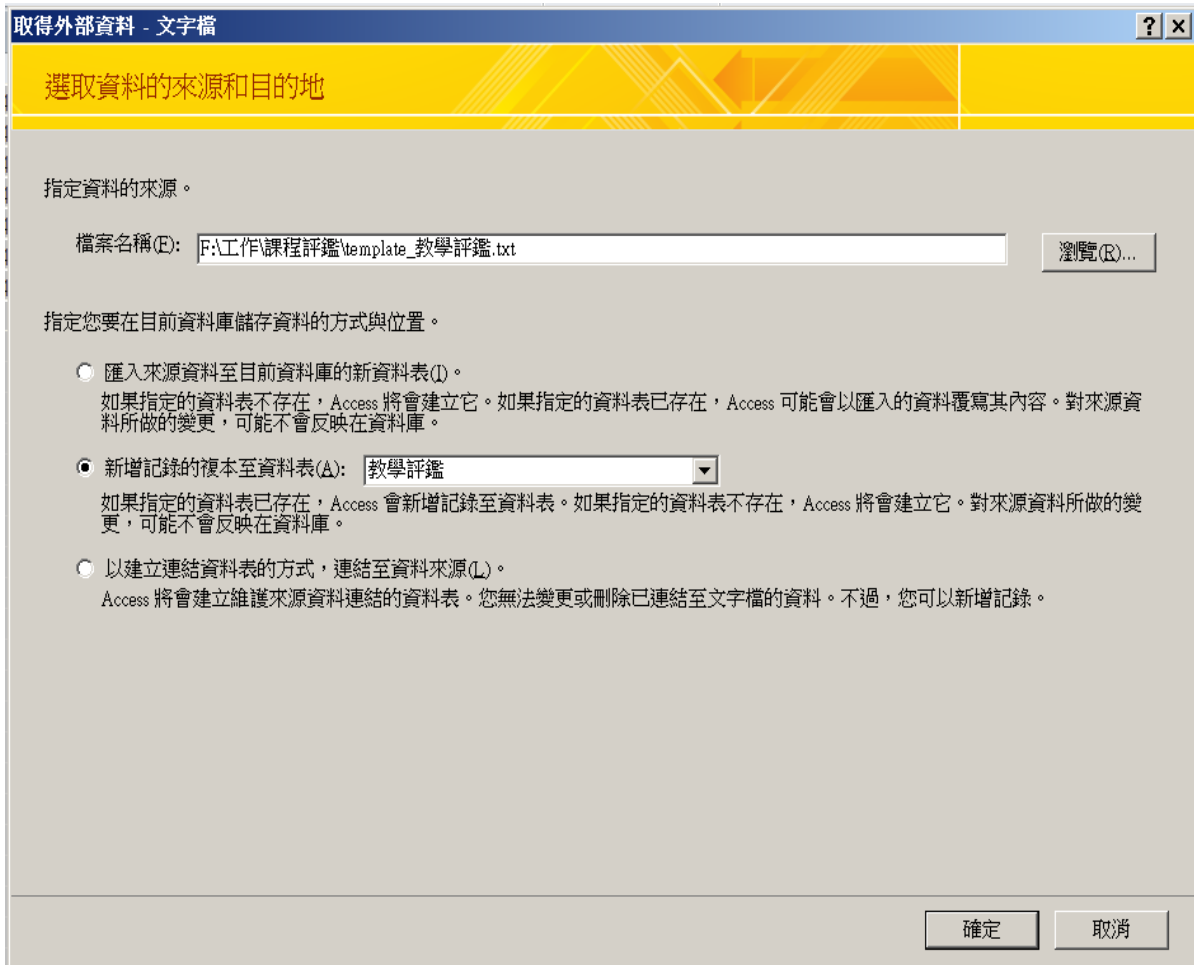 取得外部資料 - 文字檔
選取資料的來源和目的地
指定資料的來源。
檔案名稱(F): F:\工作\課程評鑑\template_教學評鑑.txt 瀏覽(R)...
指定您要在目前資料庫儲存資料的方式與位置。
匯入來源資料至目前資料庫的新資料表(I)。
如果指定的資料表不存在，Access 將會建立它。如果指定的資料表已存在，Access 可能會以匯入的資料覆寫其內容。對來源資
料所做的變更，可能不會反映在資料庫。
新增記錄的複本至資料表(A): 教學評鑑
如果指定的資料表已存在，Access 會新增記錄至資料表。如果指定的資料表不存在，Access 將會建立它。對來源資料所做的變
更，可能不會反映在資料庫。
以建立連結資料表的方式，連結至資料來源(L)。
Access 將會建立維護來源資料連結的資料表。您無法變更或刪除已連結至文字檔的資料。不過，您可以新增記錄。
確定 取消